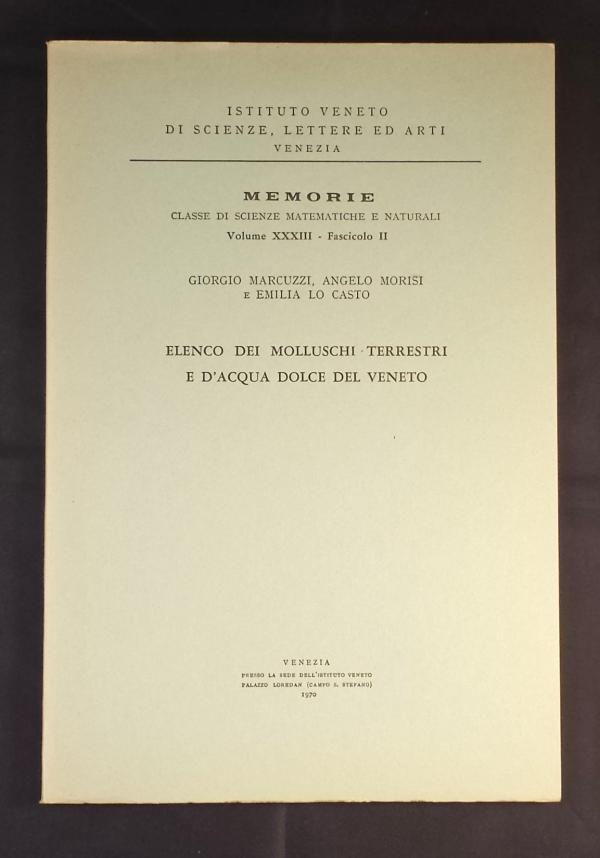 ISTITUTO VENETO
DI SCIENZE, LETTERE ED ARTI
VENEZIA
MEMORIE
CLASSE DI SCIENZE MATEMATICHE E NATURALI
Volume XXXIII - Fascicolo II
GIORGIO MARCUZZI, ANGELO MORISI
E EMILIA LO CASTO
ELENCO DEI MOLLUSCHI TERRESTRI
E D'ACQUA DOLCE DEL VENETO
VENEZIA
PRESSO LA SEDE DELL'ISTITUTO VENETO
PALAZZO LOREDAN (CAMPO S. STEFANO)
1970